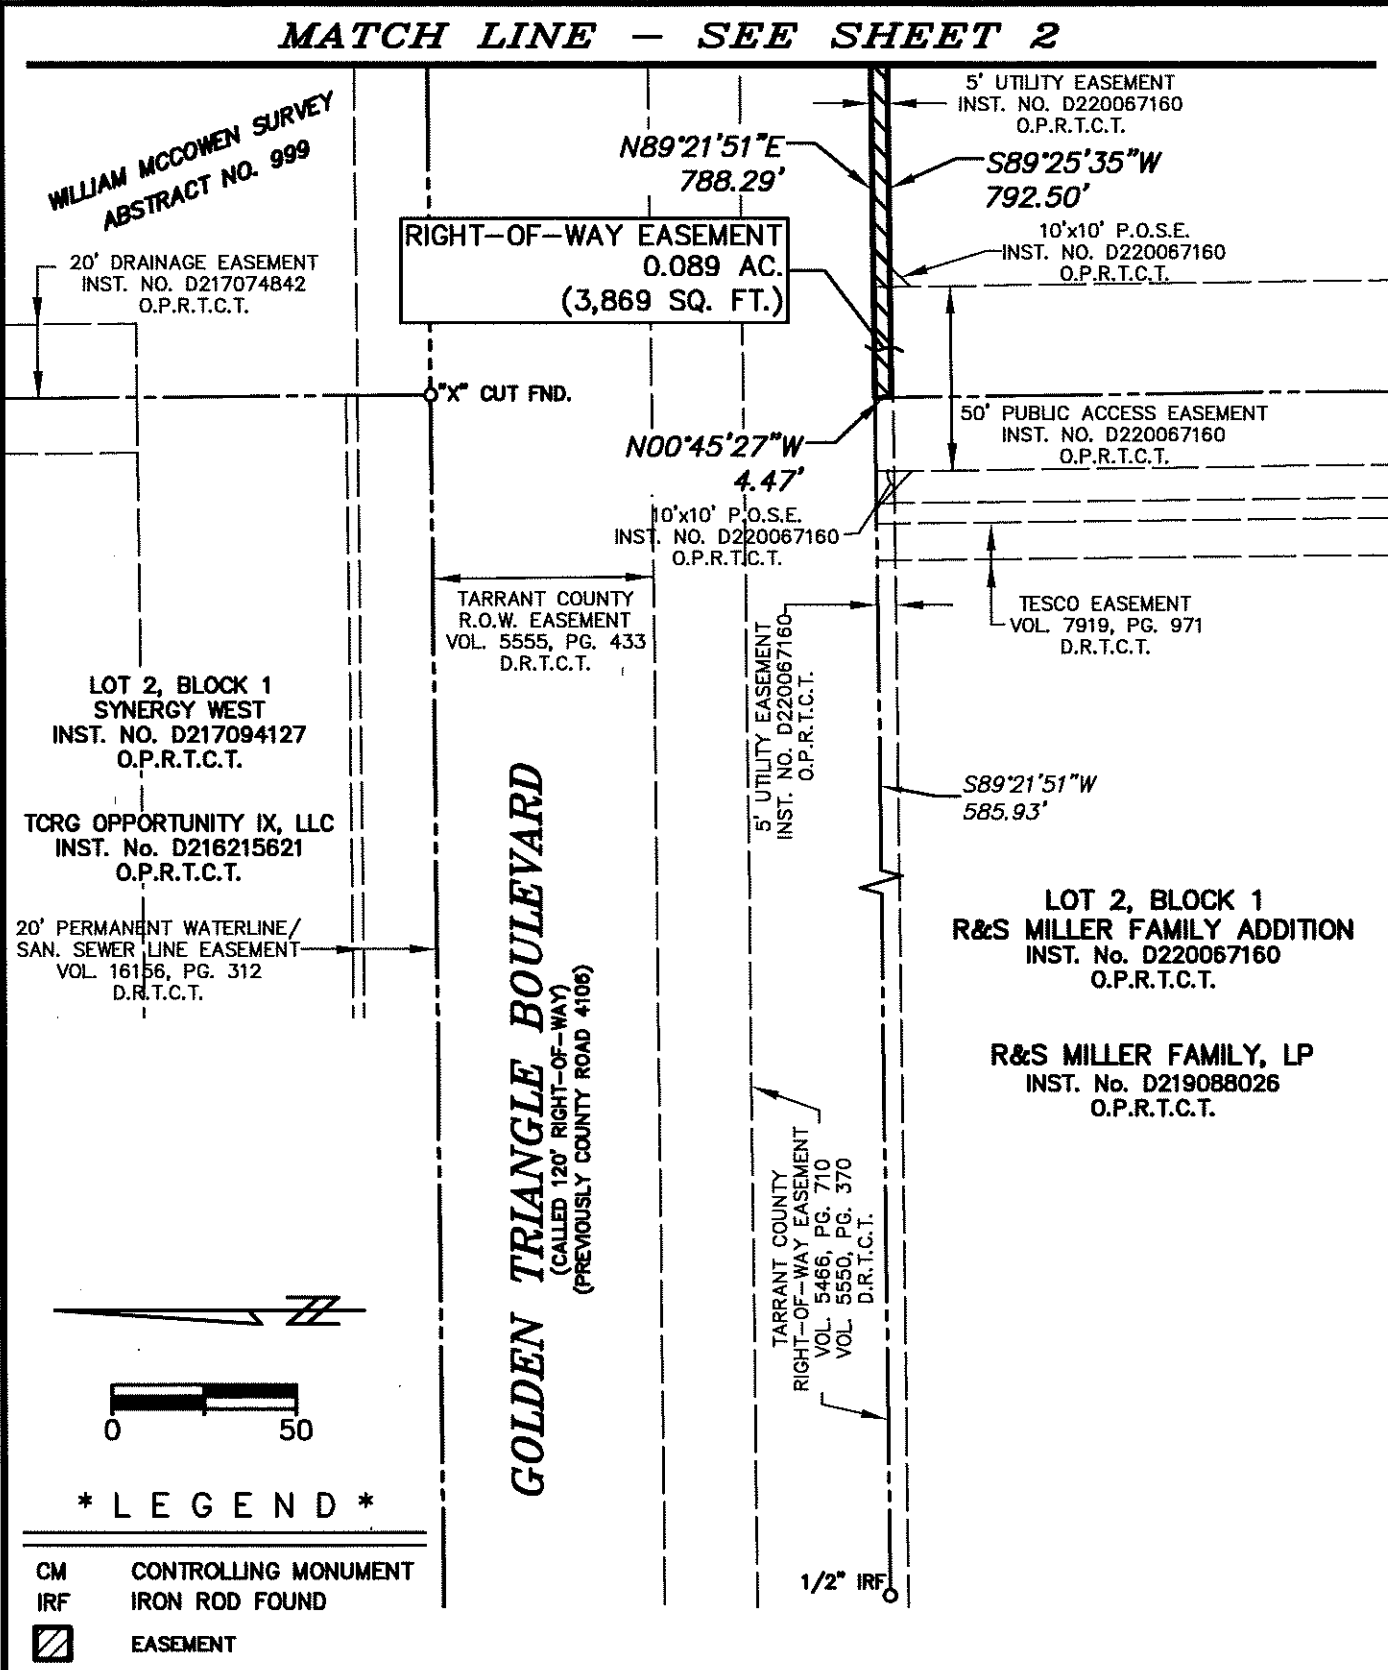 MATCH LINE – SEE SHEET 2
5' UTILITY EASEMENT
INST. NO. D220067160
O.P.R.T.C.T.
WILLIAM MCCOWEN SURVEY
ABSTRACT NO. 999
N89°21'51"E
788.29'
S89°25'35"W
792.50'
RIGHT-OF-WAY EASEMENT
0.089 AC.
(3,869 SQ. FT.)
10'x10' P.O.S.E.
INST. NO. D220067160
O.P.R.T.C.T.
20' DRAINAGE EASEMENT
INST. NO. D217074842
O.P.R.T.C.T.
"X" CUT FND.
50' PUBLIC ACCESS EASEMENT
INST. NO. D220067160
O.P.R.T.C.T.
N00°45'27"W
4.47'
10'x10' P.O.S.E.
INST. NO. D220067160
O.P.R.T.C.T.
TARRANT COUNTY
R.O.W. EASEMENT
VOL. 5555, PG. 433
D.R.T.C.T.
TESCO EASEMENT
VOL. 7919, PG. 971
D.R.T.C.T.
5' UTILITY EASEMENT
INST. NO. D220067160
O.P.R.T.C.T.
LOT 2, BLOCK 1
SYNERGY WEST
INST. NO. D217094127
O.P.R.T.C.T.
TCRG OPPORTUNITY IX, LLC
INST. No. D216215621
O.P.R.T.C.T.
S89°21'51"W
585.93'
20' PERMANENT WATERLINE/
SAN. SEWER LINE EASEMENT
VOL. 16156, PG. 312
D.R.T.C.T.
GOLDEN TRIANGLE BOULEVARD
(CALLED 120' RIGHT-OF-WAY)
(PREVIOUSLY COUNTY ROAD 4106)
LOT 2, BLOCK 1
R&S MILLER FAMILY ADDITION
INST. No. D220067160
O.P.R.T.C.T.
R&S MILLER FAMILY, LP
INST. No. D219088026
O.P.R.T.C.T.
TARRANT COUNTY
RIGHT-OF-WAY EASEMENT
VOL. 5466, PG. 710
VOL. 5550, PG. 370
D.R.T.C.T.
N
0 50
* L E G E N D *
CM CONTROLLING MONUMENT
IRF IRON ROD FOUND
EASEMENT
1/2" IRF